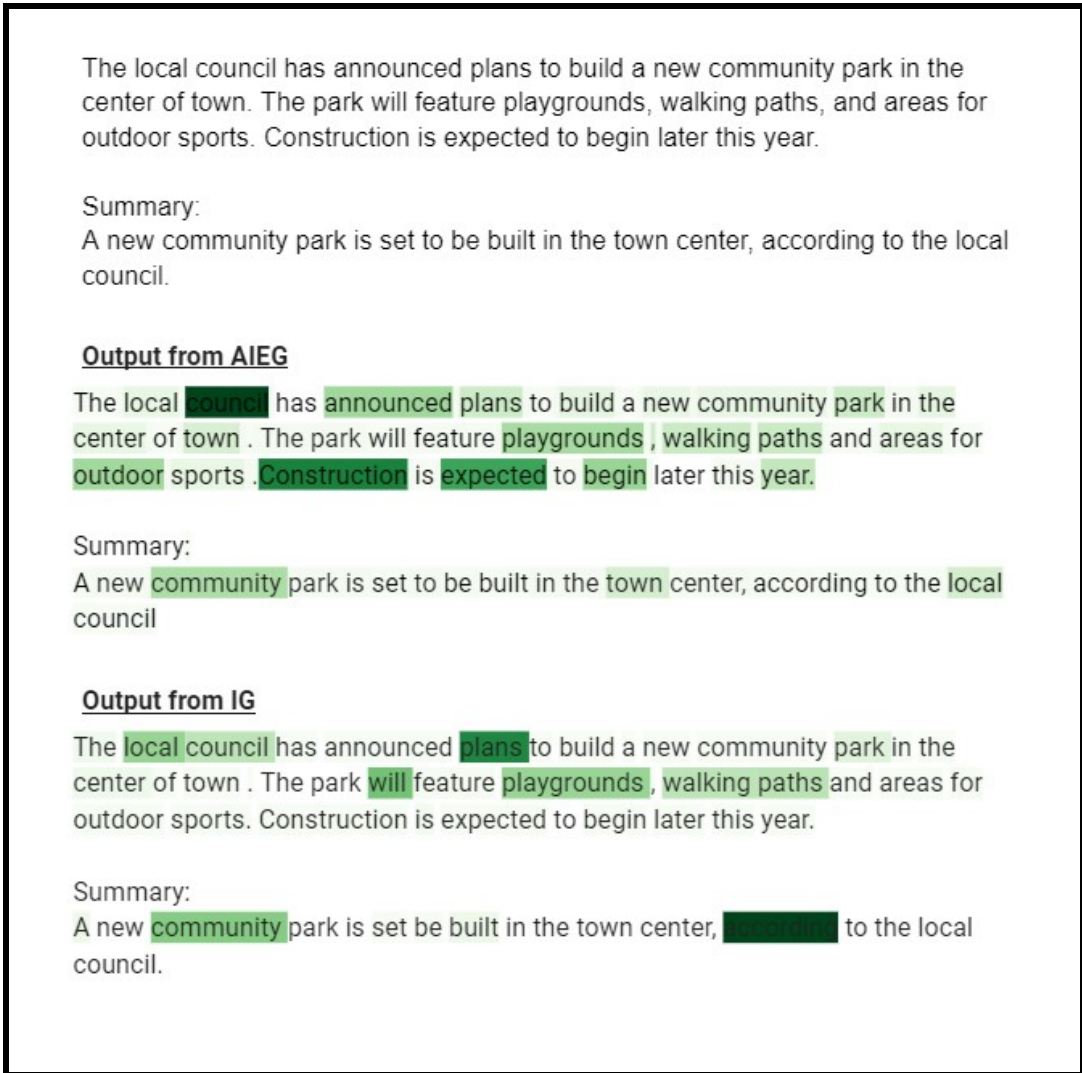 The local council has announced plans to build a new community park in the
center of town. The park will feature playgrounds, walking paths, and areas for
outdoor sports. Construction is expected to begin later this year.
Summary:
A new community park is set to be built in the town center, according to the local
council.
Output from AIEG
The local council has announced plans to build a new community park in the
center of town . The park will feature playgrounds , walking paths and areas for
outdoor sports .Construction is expected to begin later this year.
Summary:
A new community park is set to be built in the town center, according to the local
council
Output from IG
The local council has announced plans to build a new community park in the
center of town . The park will feature playgrounds , walking paths and areas for
outdoor sports. Construction is expected to begin later this year.
Summary:
A new community park is set be built in the town center, according to the local
council.